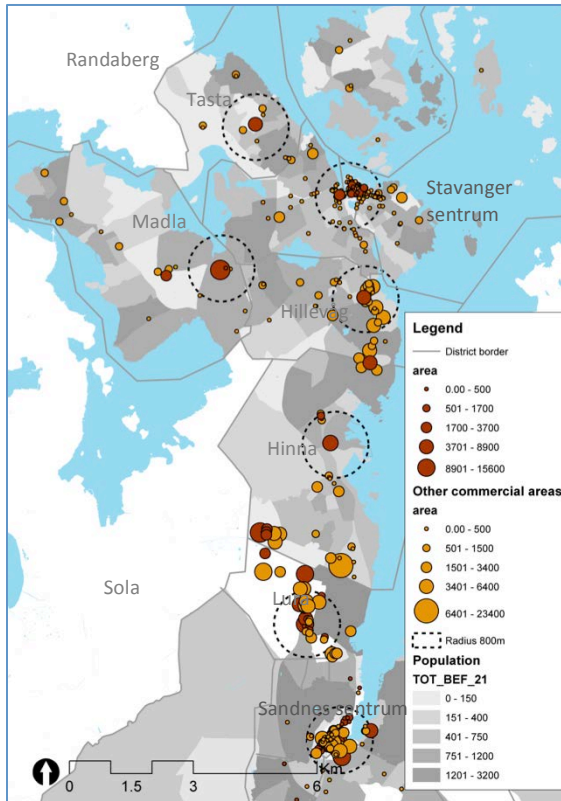 Randaberg
Tasta
Stavanger
sentrum
Madla
Hillevåg
Legend
District border
area
0.00 - 500
501 - 1700
1700 - 3700
3701 - 8900
8901 - 15600
Other commercial areas
area
0.00 - 500
501 - 1500
1501 - 3400
3401 - 6400
6401 - 23400
Radius 800m
Population
TOT_BEF_21
0 - 150
151 - 400
401 - 750
751 - 1200
1201 - 3200
Hinna
Sola
Sandnes sentrum
Km
0 1.5 3 6